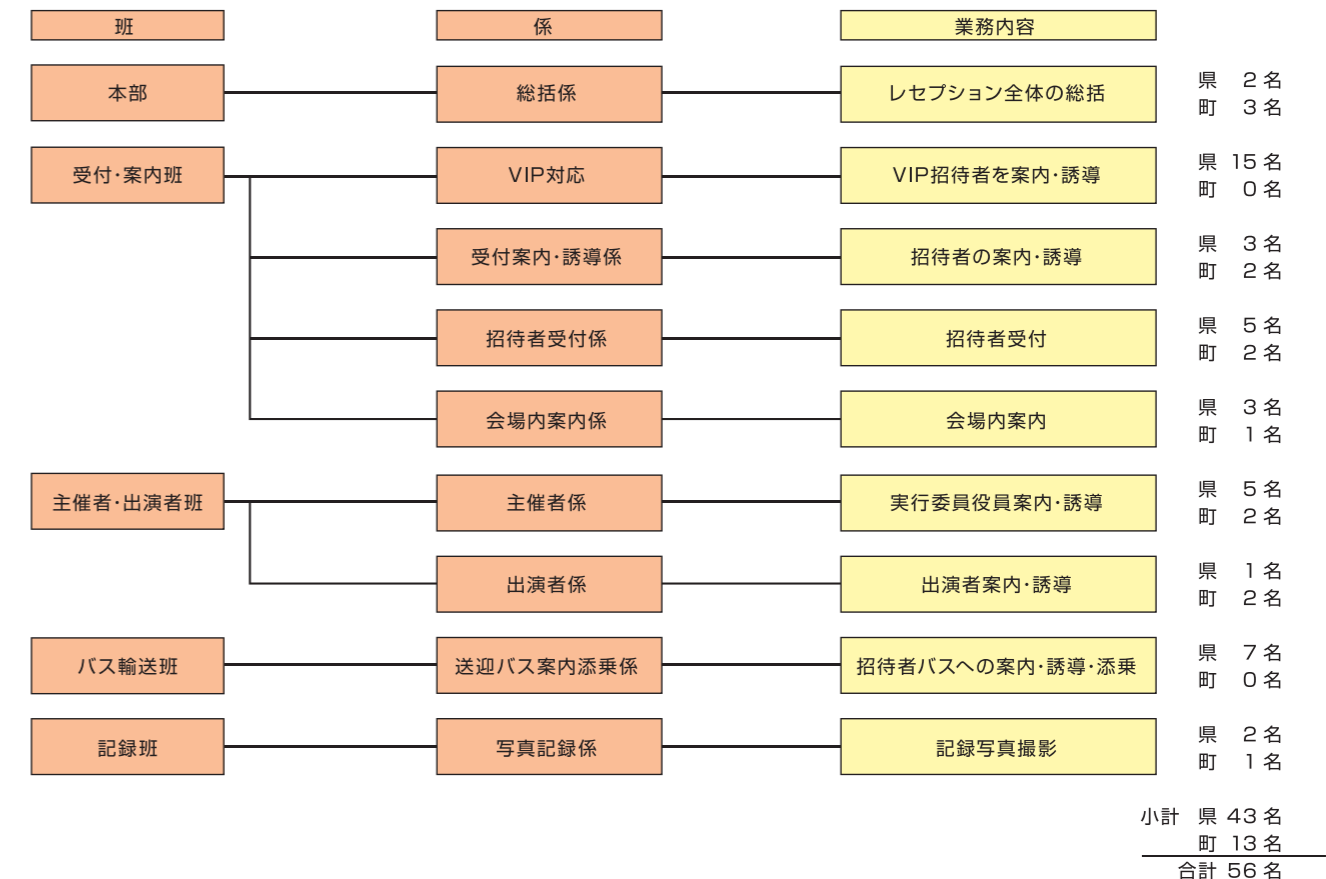 班 係 業務内容
本部 総括係 レセプション全体の総括 県 2名
町 3名
受付・案内班 VIP対応 VIP招待者を案内・誘導 県 15名
町 0名
受付案内・誘導係 招待者の案内・誘導 県 3名
町 2名
招待者受付係 招待者受付 県 5名
町 2名
会場内案内係 会場内案内 県 3名
町 1名
主催者・出演者班 主催者係 実行委員役員案内・誘導 県 5名
町 2名
出演者係 出演者案内・誘導 県 1名
町 2名
バス輸送班 送迎バス案内添乗係 招待者バスへの案内・誘導・添乗 県 7名
町 0名
記録班 写真記録係 記録写真撮影 県 2名
町 1名
小計 県 43名
町 13名
合計 56名